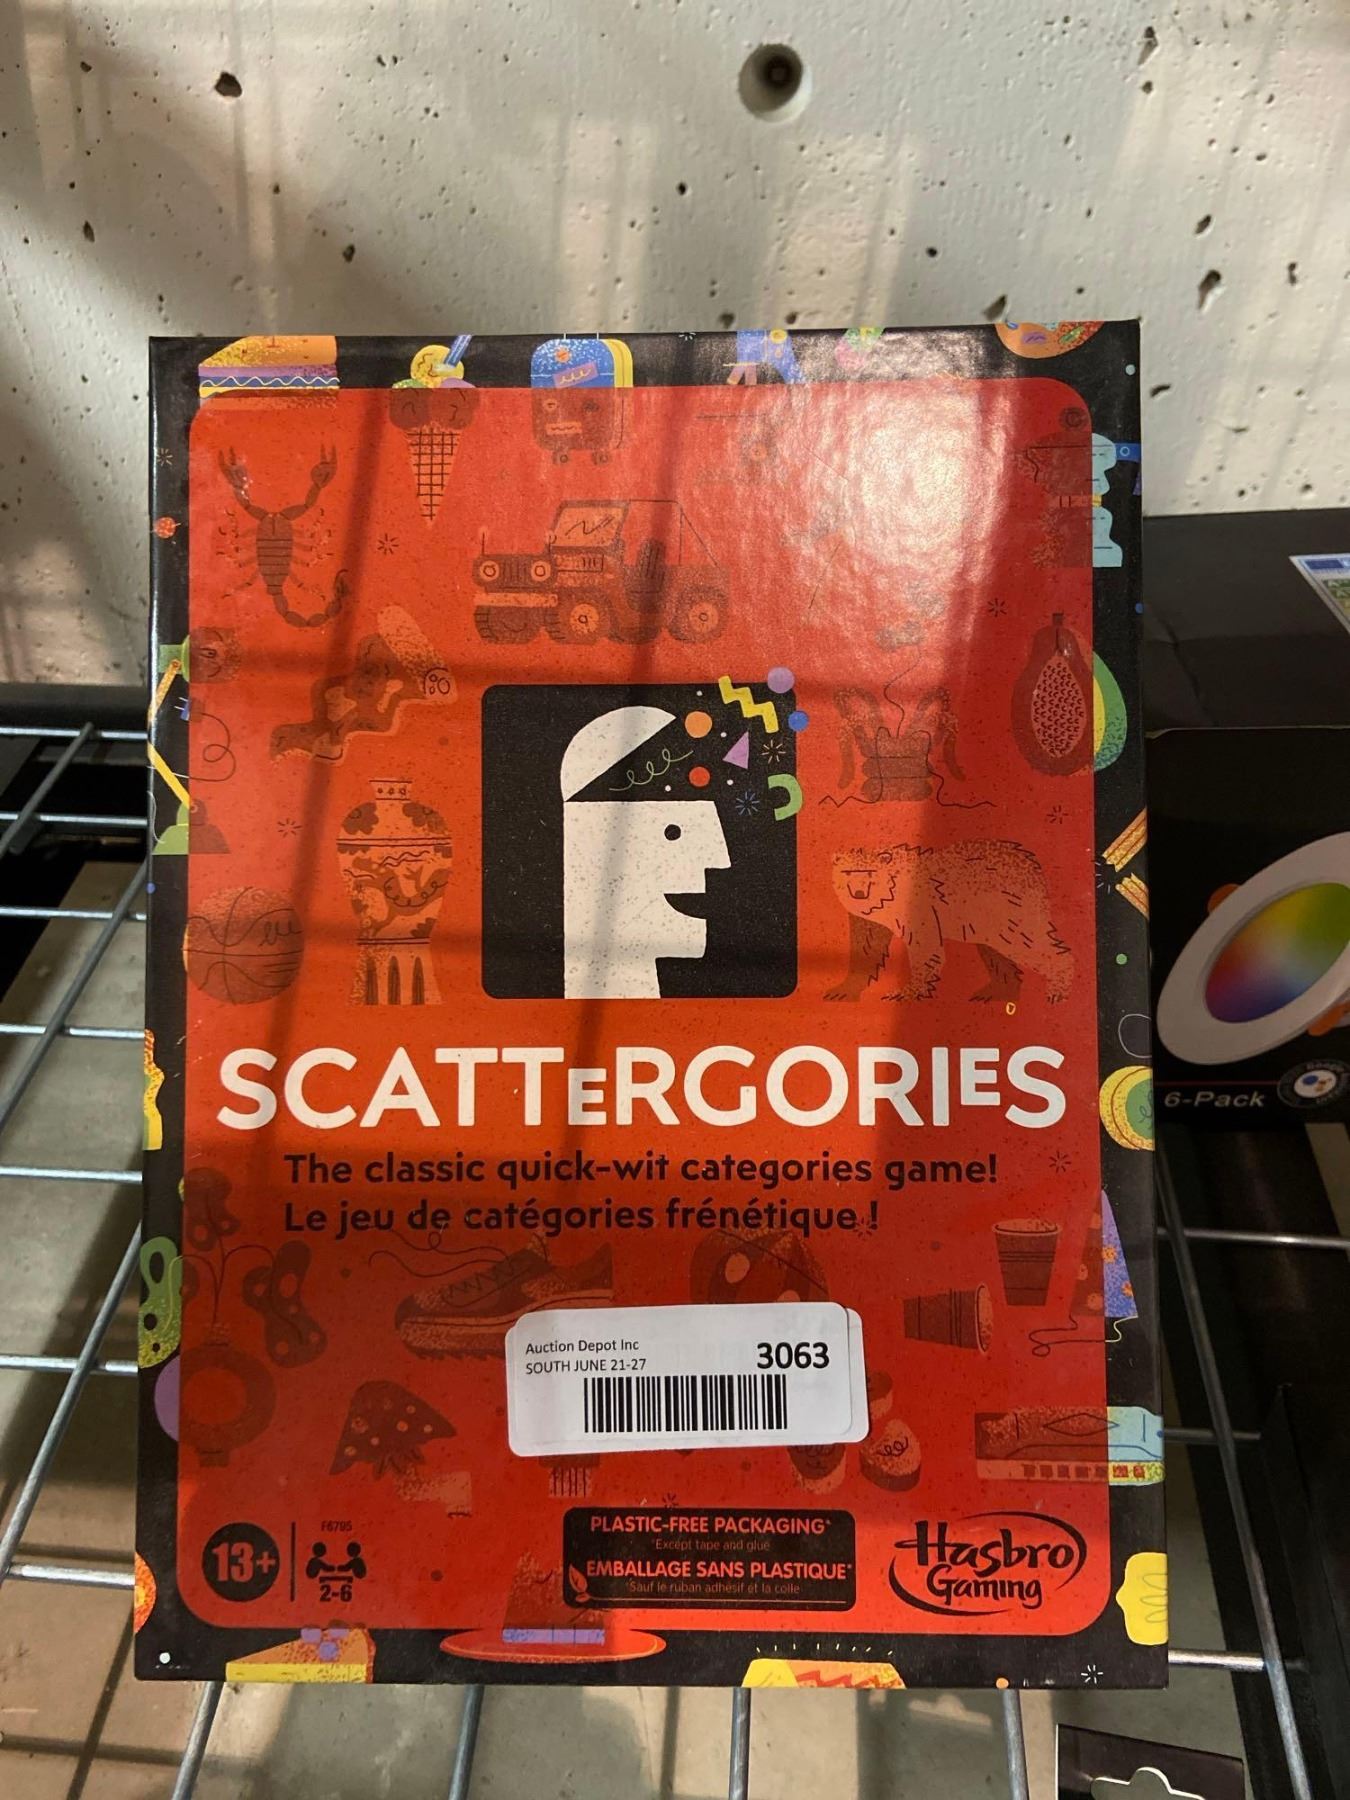 SCATTERGORIES
The classic quick-wit categories game!
Le jeu de catégories frénétique !
Auction Depot Inc
SOUTH JUNE 21-27
3063
13+
F6795
2-6
PLASTIC-FREE PACKAGING*
*Except tape and glue
EMBALLAGE SANS PLASTIQUE*
*Sauf le ruban adhésif et la colle
Hasbro
Gaming
6-Pack